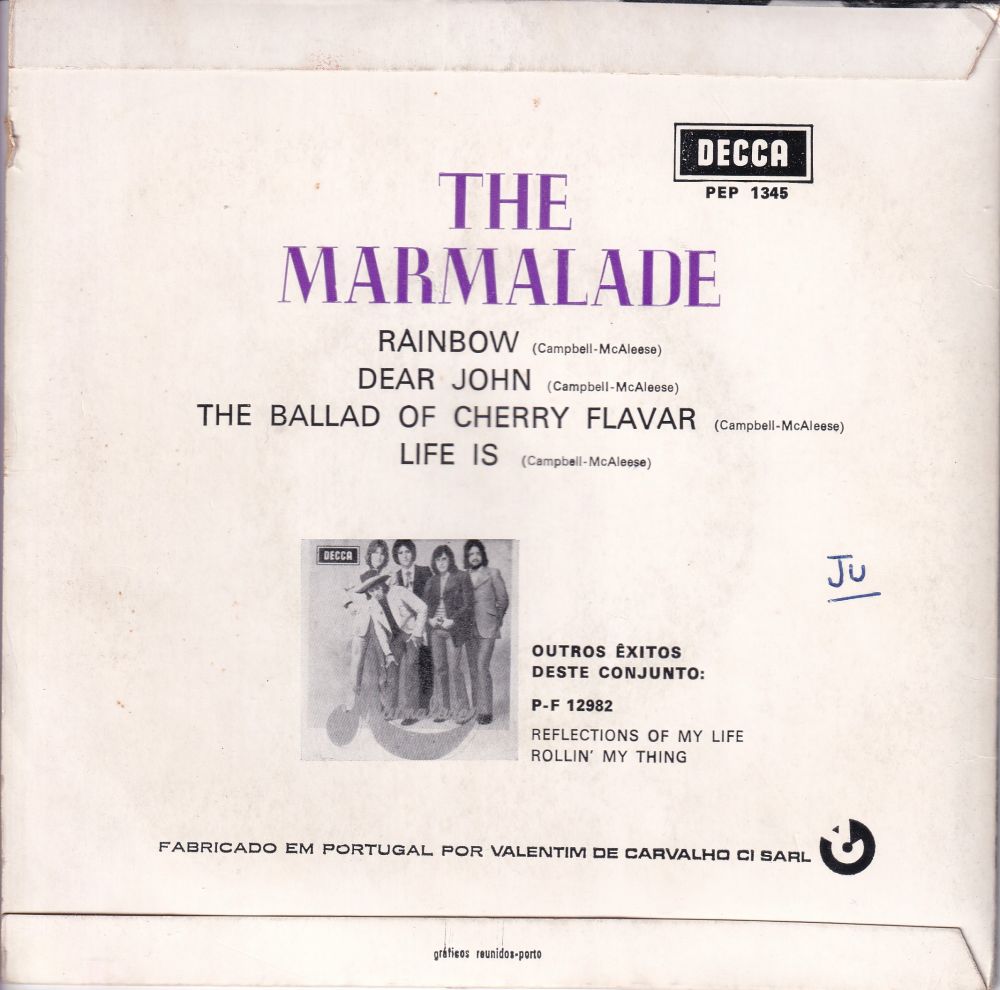 DECCA
PEP 1345
THE
MARMALADE
RAINBOW (Campbell-McAleese)
DEAR JOHN (Campbell-McAleese)
THE BALLAD OF CHERRY FLAVAR (Campbell-McAleese)
LIFE IS (Campbell-McAleese)
DECCA
JU
OUTROS ÊXITOS
DESTE CONJUNTO:
P-F 12982
REFLECTIONS OF MY LIFE
ROLLIN' MY THING
FABRICADO EM PORTUGAL POR VALENTIM DE CARVALHO CI SARL
gráficos reunidos-porto